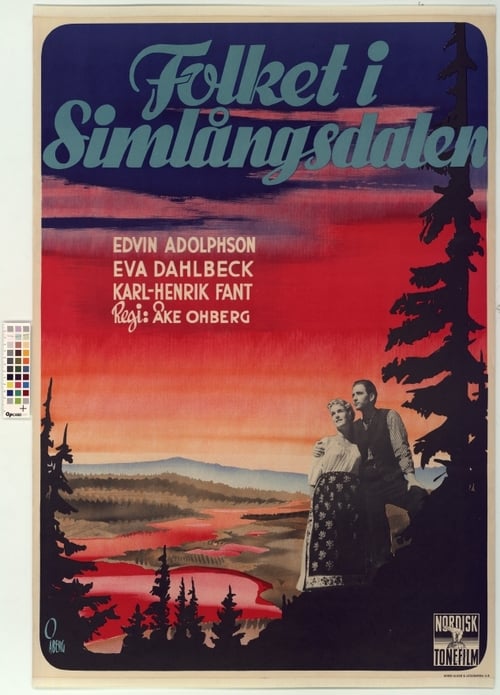 Folket i
Simlångsdalen
EDVIN ADOLPHSON
EVA DAHLBECK
KARL-HENRIK FANT
Regi: ÅKE OHBERG
O
ÅBERG
NORDISK
TONEFILM